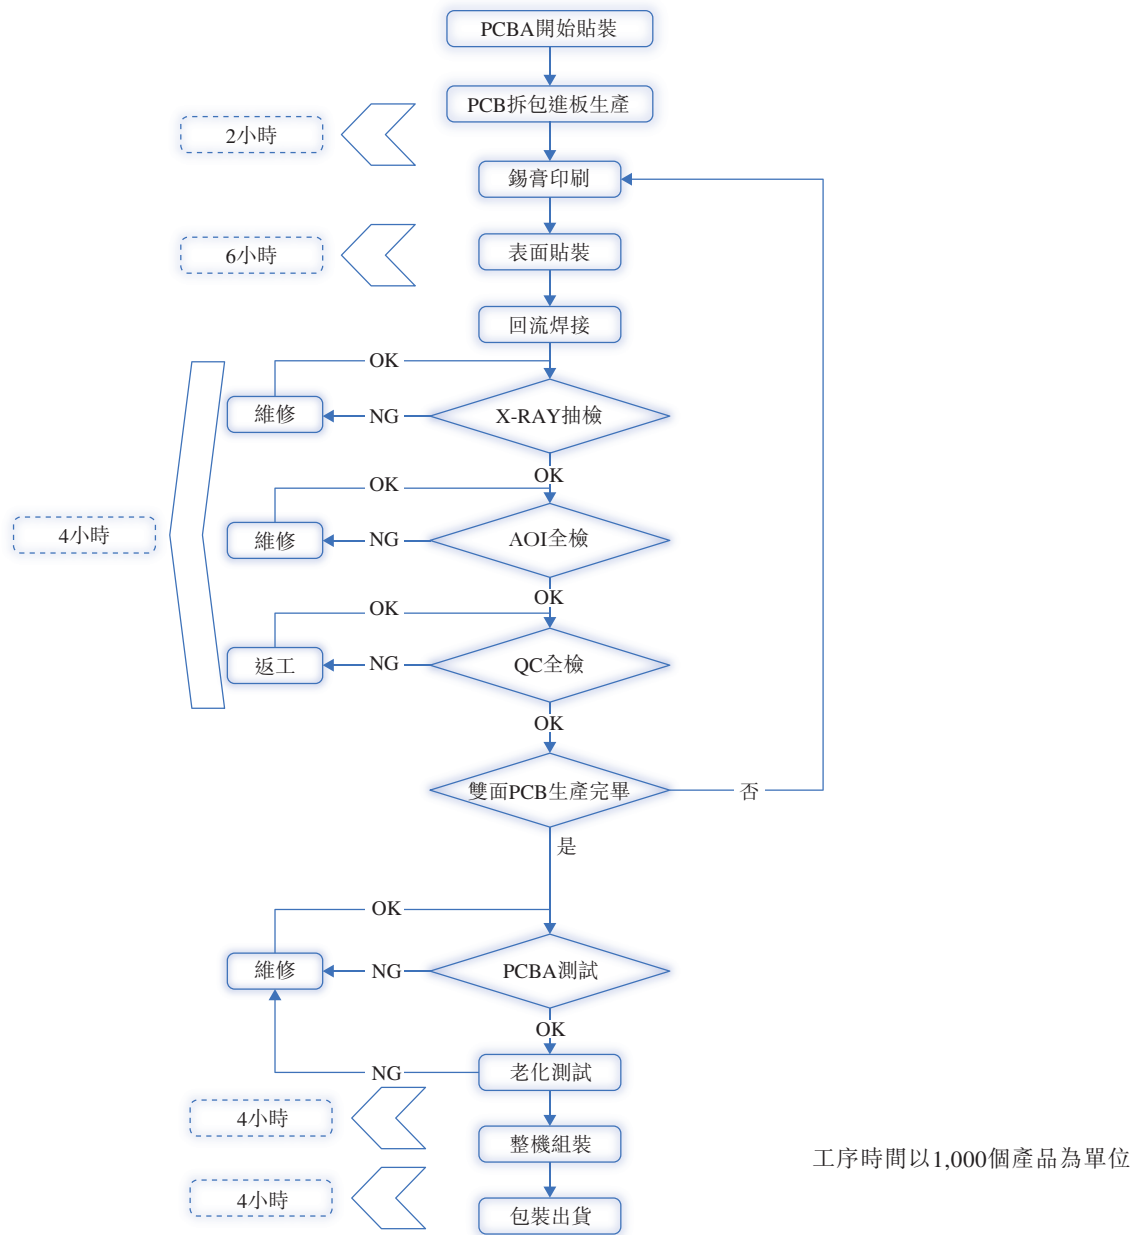 PCBA開始貼裝
PCB拆包進板生產
2小時
錫膏印刷
6小時
表面貼裝
回流焊接
OK
維修
NG
X-RAY抽檢
OK
OK
4小時
維修
NG
AOI全檢
OK
OK
返工
NG
QC全檢
OK
雙面PCB生產完畢
否
是
OK
維修
NG
PCBA測試
OK
NG
老化測試
4小時
整機組裝
工序時間以1,000個產品為單位
4小時
包裝出貨